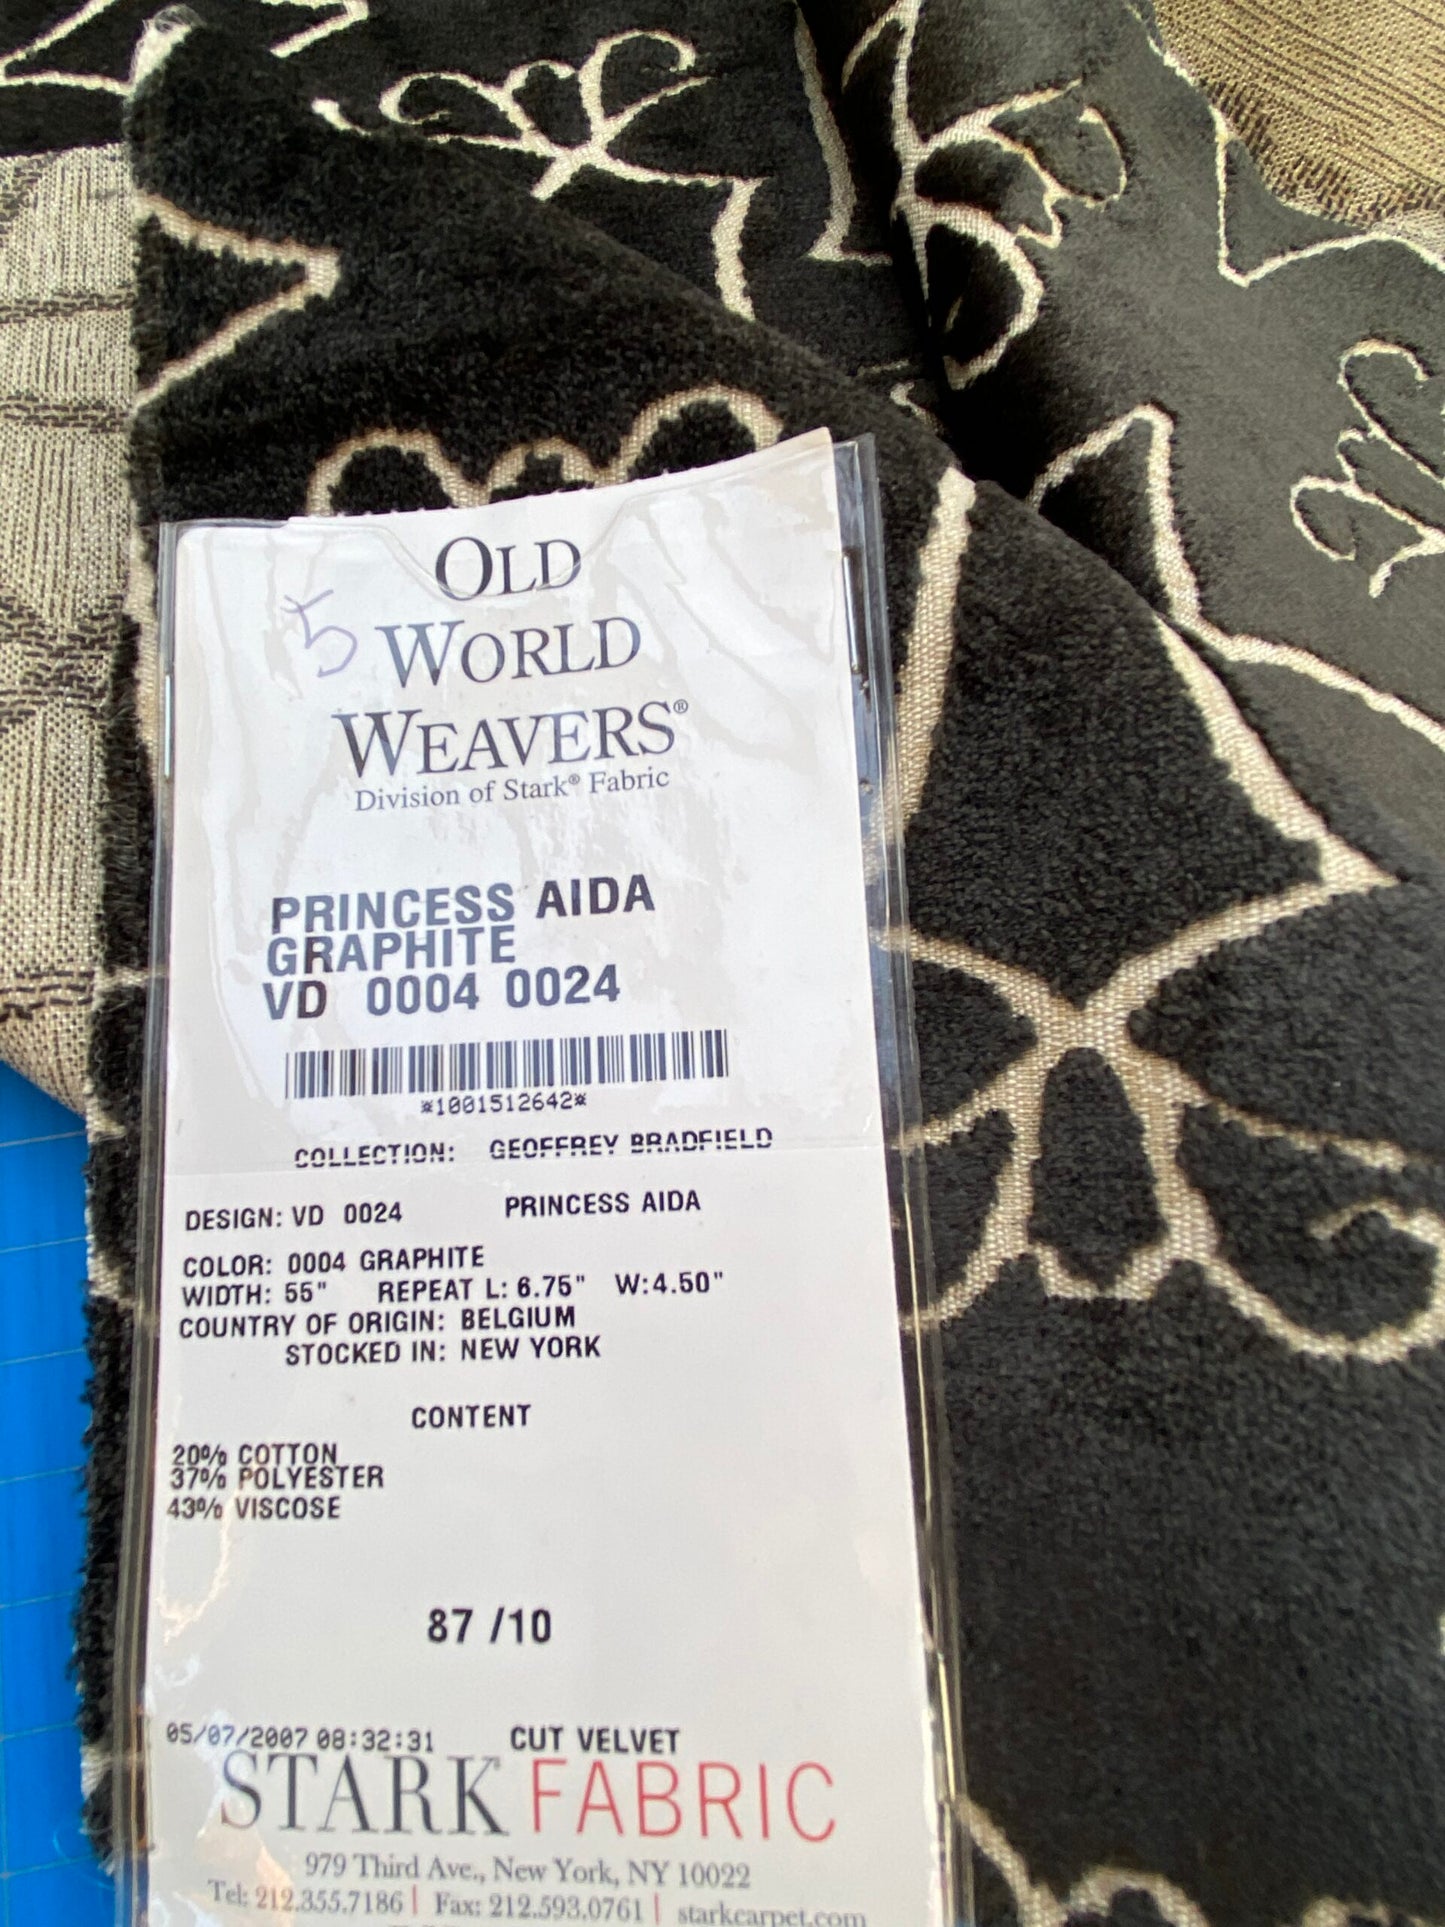 5
OLD
WORLD
WEAVERS®
Division of Stark® Fabric
PRINCESS AIDA
GRAPHITE
VD 0004 0024
*1001512642*
COLLECTION: GEOFFREY BRADFIELD
DESIGN: VD 0024 PRINCESS AIDA
COLOR: 0004 GRAPHITE
WIDTH: 55" REPEAT L: 6.75" W:4.50"
COUNTRY OF ORIGIN: BELGIUM
STOCKED IN: NEW YORK
CONTENT
20% COTTON
37% POLYESTER
43% VISCOSE
87 /10
05/07/2007 08:32:31 CUT VELVET
STARK FABRIC
979 Third Ave., New York, NY 10022
Tel: 212.355.7186 | Fax: 212.593.0761 | starkcarpet.com